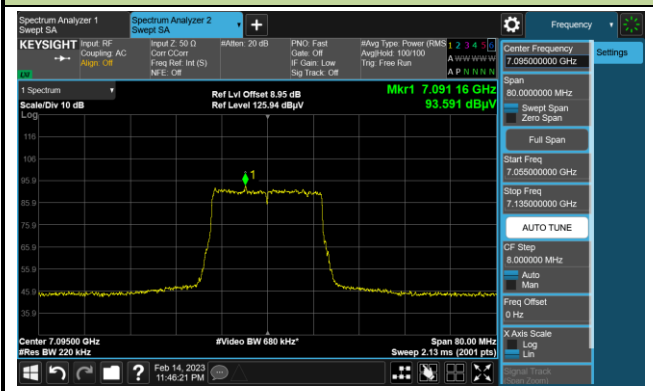 Spectrum Analyzer 1
Swept SA
Spectrum Analyzer 2
Swept SA
+
Frequency
KEYSIGHT
Input: RF
Coupling: AC
Align: Off
Input Z: 50 Ω
Corr CCorr
Freq Ref: Int (S)
NFE: Off
#Atten: 20 dB
PNO: Fast
Gate: Off
IF Gain: Low
Sig Track: Off
#Avg Type: Power (RMS
Avg|Hold: 100/100
Trig: Free Run
1 2 3 4 5 6
A W W W W W
A P N N N N
LXI
1 Spectrum
Scale/Div 10 dB
Log
Ref Lvl Offset 8.95 dB
Ref Level 125.94 dBµV
Mkr1 7.091 16 GHz
93.591 dBµV
1
116
106
95.9
85.9
75.9
65.9
55.9
45.9
35.9
Center 7.09500 GHz
#Res BW 220 kHz
#Video BW 680 kHz*
Span 80.00 MHz
Sweep 2.13 ms (2001 pts)
Center Frequency
7.095000000 GHz
Settings
Span
80.0000000 MHz
Swept Span
Zero Span
Full Span
Start Freq
7.055000000 GHz
Stop Freq
7.135000000 GHz
AUTO TUNE
CF Step
8.000000 MHz
Auto
Man
Freq Offset
0 Hz
X Axis Scale
Log
Lin
Signal Track
(Span Zoom)
?
Feb 14, 2023
11:46:21 PM